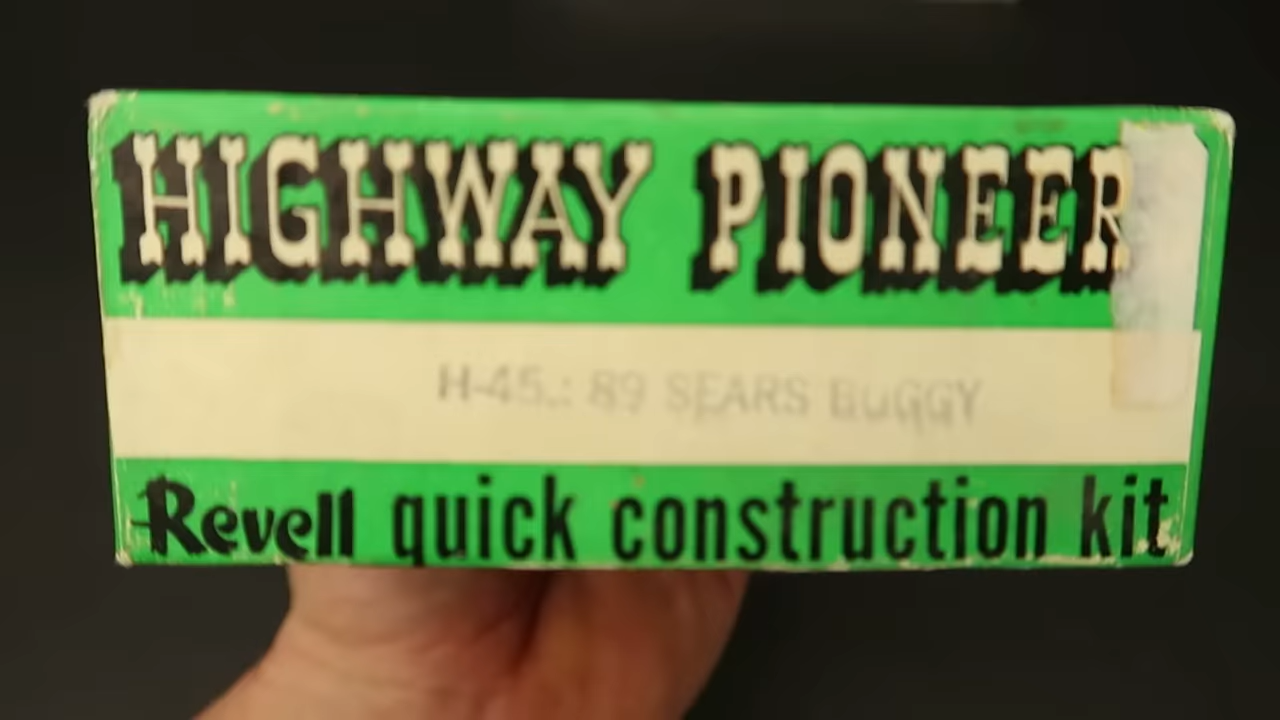 HIGHWAY PIONEER
H-45.: 89 SEARS BUGGY
Revell quick construction kit